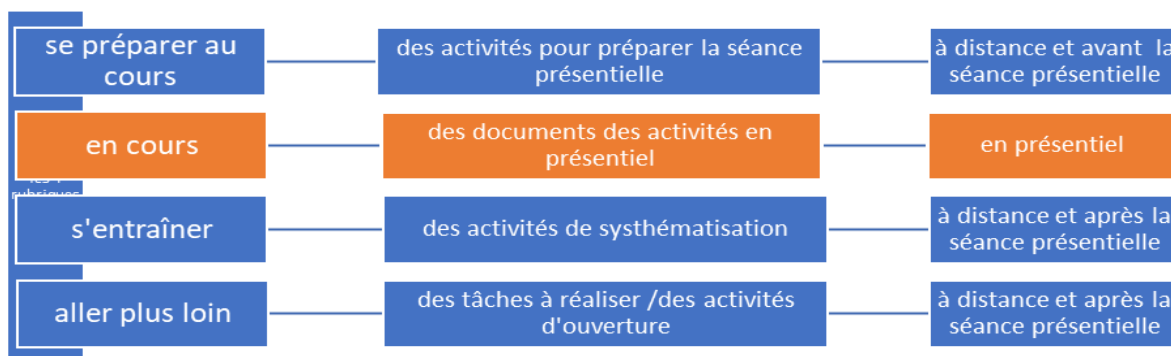 se préparer au
cours
des activités pour préparer la séance
présentielle
à distance et avant la
séance présentielle
en cours
des documents des activités en
présentiel
en présentiel
rubriques
s'entraîner
des activités de systhématisation
à distance et après la
séance présentielle
aller plus loin
des tâches à réaliser /des activités
d'ouverture
à distance et après la
séance présentielle